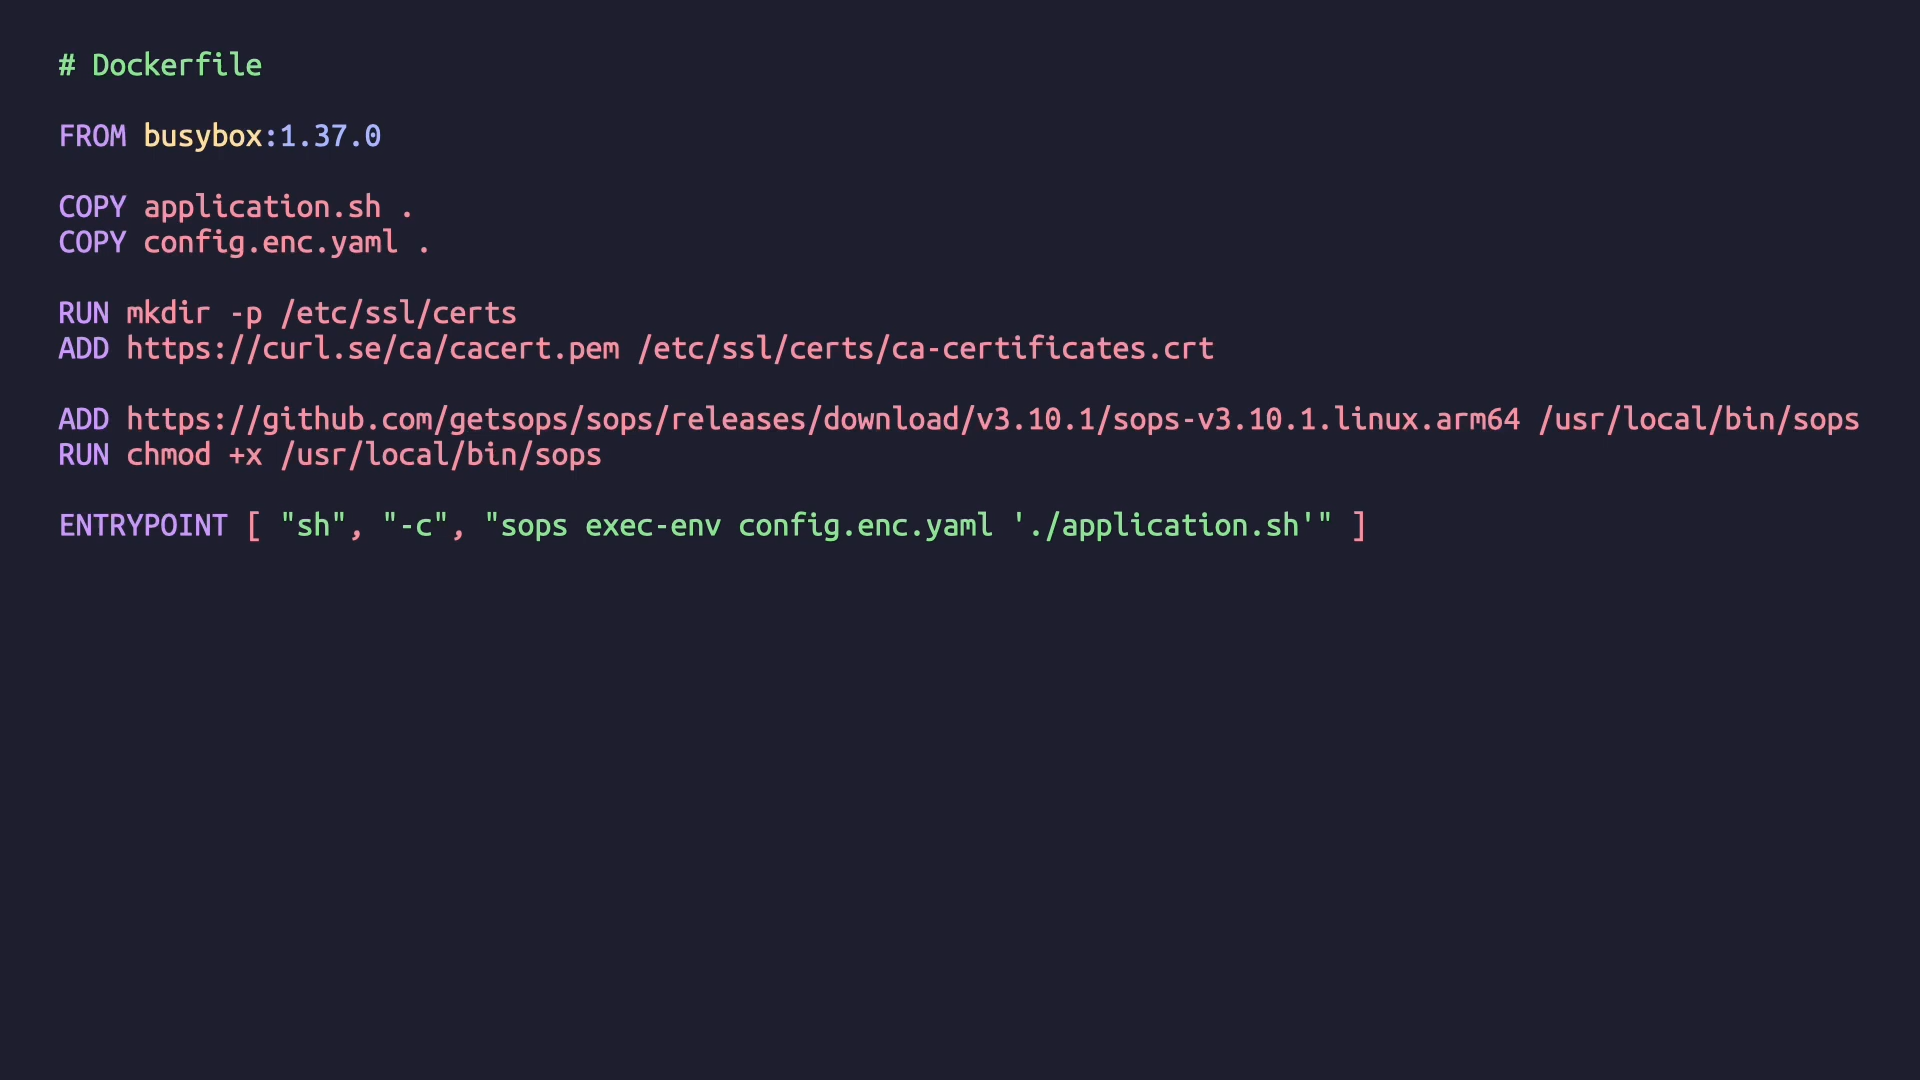 # Dockerfile
FROM busybox:1.37.0
COPY application.sh .
COPY config.enc.yaml .
RUN mkdir -p /etc/ssl/certs
ADD https://curl.se/ca/cacert.pem /etc/ssl/certs/ca-certificates.crt
ADD https://github.com/getsops/sops/releases/download/v3.10.1/sops-v3.10.1.linux.arm64 /usr/local/bin/sops
RUN chmod +x /usr/local/bin/sops
ENTRYPOINT [ "sh", "-c", "sops exec-env config.enc.yaml './application.sh'" ]